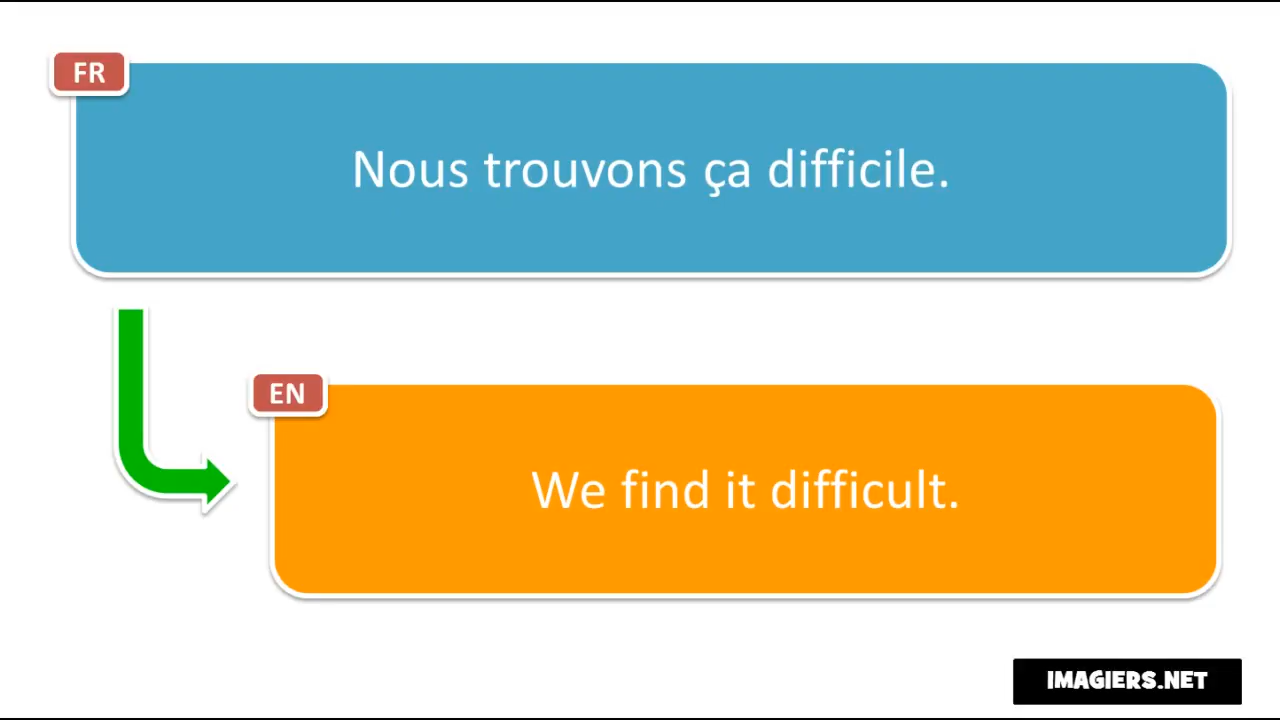 FR
Nous trouvons ça difficile.
EN
We find it difficult.
IMAGIERS.NET